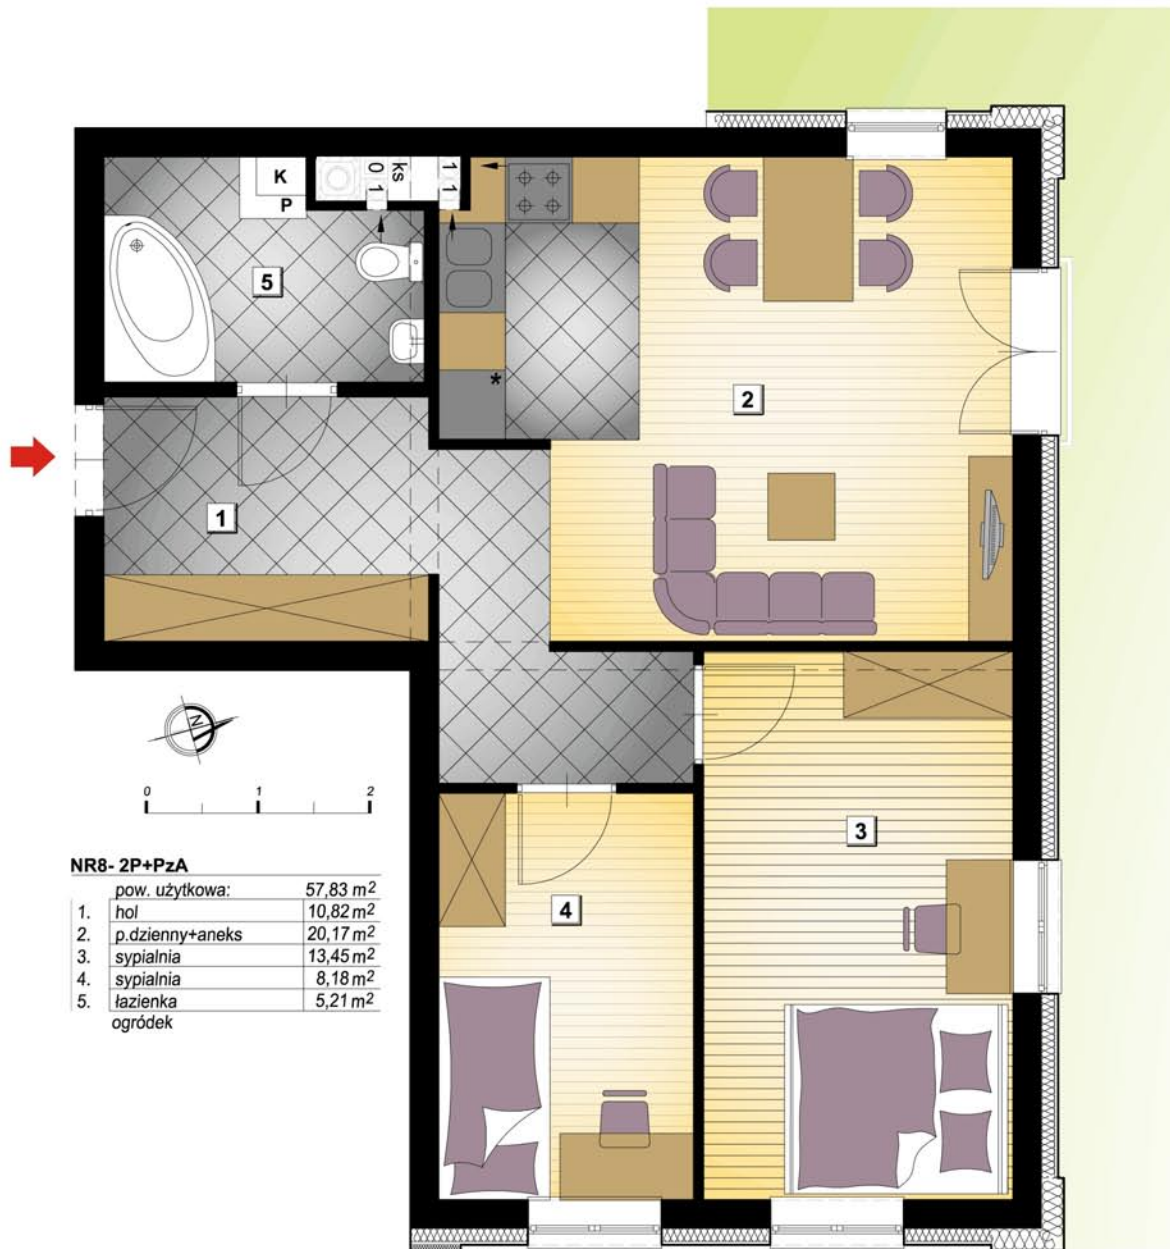 K
P
0 1
ks
1 1
5
2
*
1
N
0 1 2
3
4
NR8- 2P+PzA
pow. użytkowa: 57,83 m²
1. hol 10,82 m²
2. p.dzienny+aneks 20,17 m²
3. sypialnia 13,45 m²
4. sypialnia 8,18 m²
5. łazienka 5,21 m²
ogródek